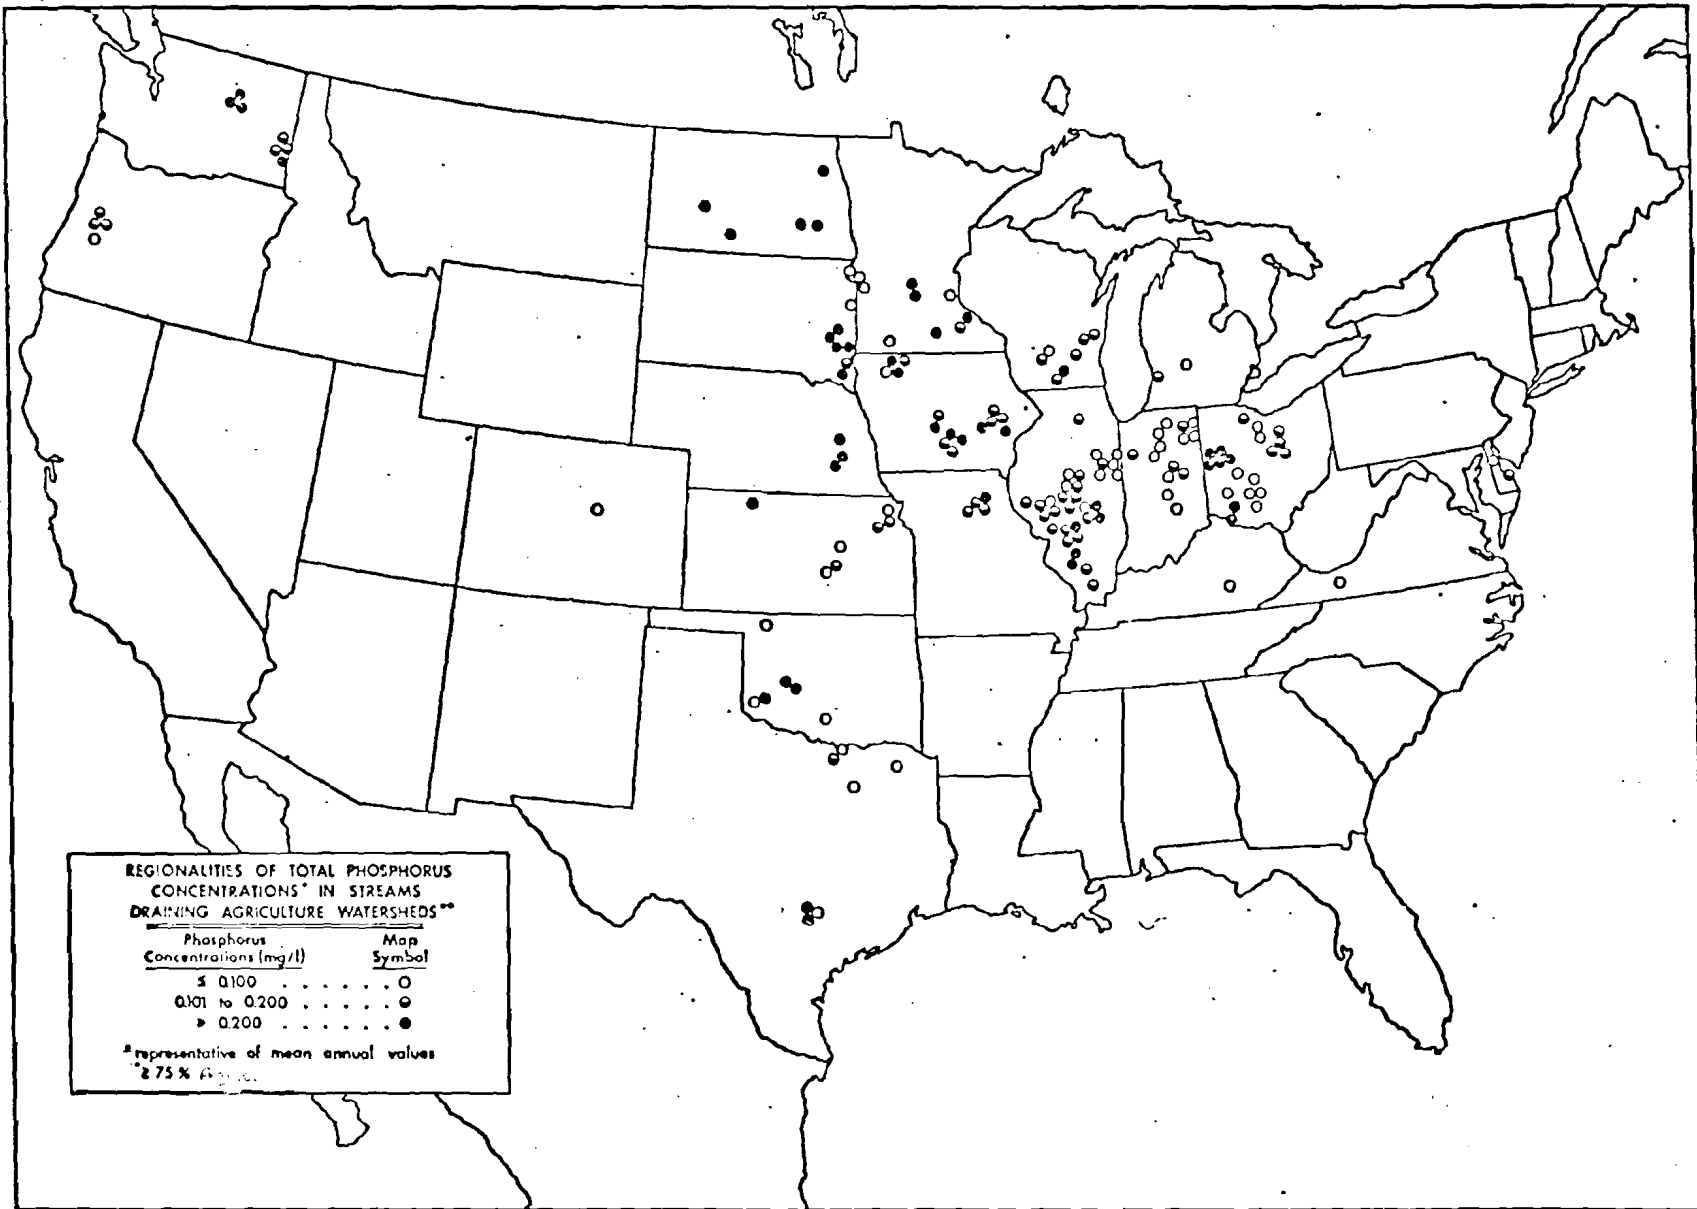 REGIONALITIES OF TOTAL PHOSPHORUS
CONCENTRATIONS* IN STREAMS
DRAINING AGRICULTURE WATERSHEDS**
Phosphorus Map
Concentrations (mg/l) Symbol
≤ 0.100 . . . . . . ○
0.101 to 0.200 . . . . . ◒
> 0.200 . . . . . . ●
* representative of mean annual values
** ≥ 75 %